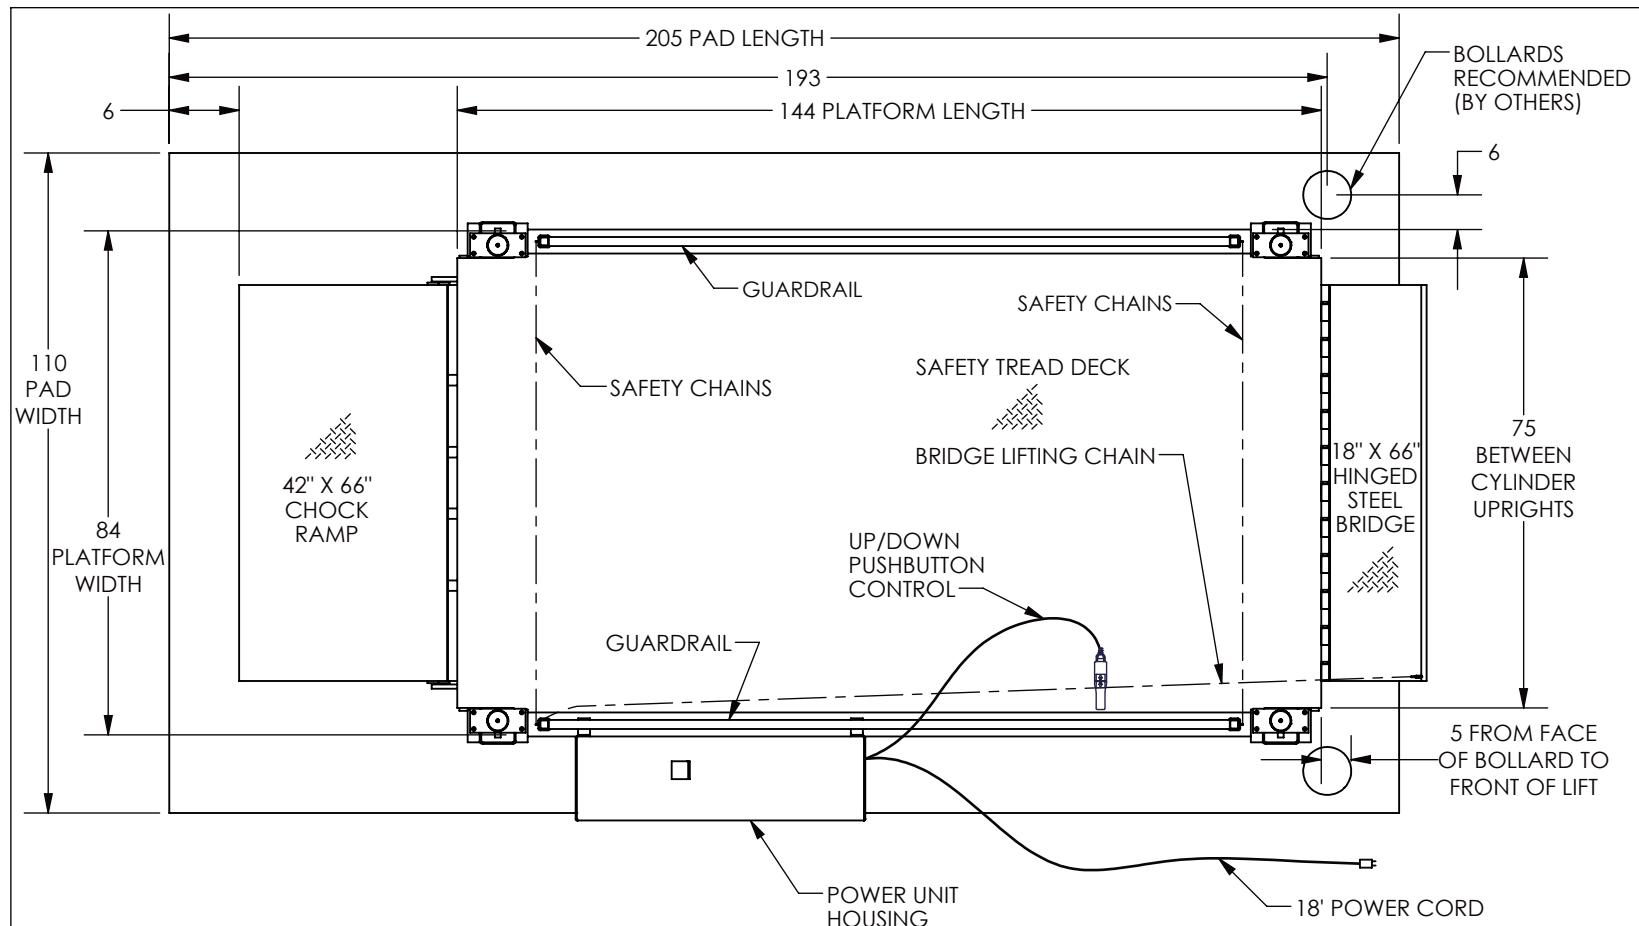 205 PAD LENGTH
193
144 PLATFORM LENGTH
6
BOLLARDS
RECOMMENDED
(BY OTHERS)
6
GUARDRAIL
SAFETY CHAINS
SAFETY CHAINS
SAFETY TREAD DECK
110
PAD
WIDTH
42" X 66"
CHOCK
RAMP
BRIDGE LIFTING CHAIN
18" X 66"
HINGED
STEEL
BRIDGE
75
BETWEEN
CYLINDER
UPRIGHTS
84
PLATFORM
WIDTH
UP/DOWN
PUSHBUTTON
CONTROL
GUARDRAIL
5 FROM FACE
OF BOLLARD TO
FRONT OF LIFT
POWER UNIT
HOUSING
18' POWER CORD